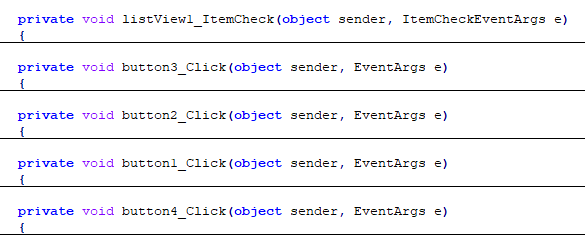 private void listView1_ItemCheck(object sender, ItemCheckEventArgs e)
{
private void button3_Click(object sender, EventArgs e)
{
private void button2_Click(object sender, EventArgs e)
{
private void button1_Click(object sender, EventArgs e)
{
private void button4_Click(object sender, EventArgs e)
{